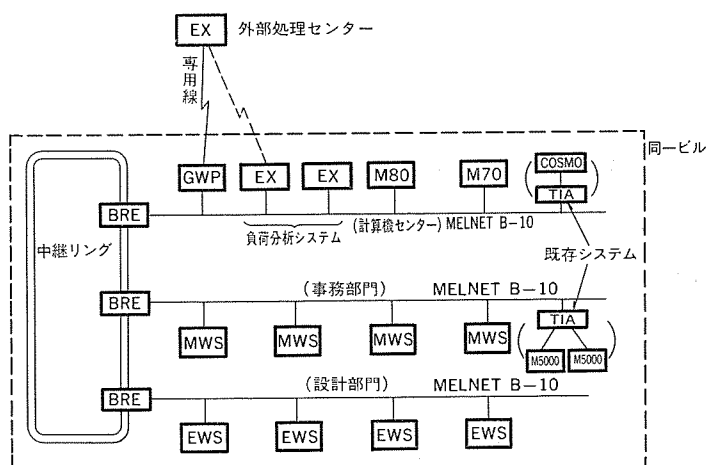 EX 外部処理センター
専用線
同一ビル
GWP EX EX M80 M70 (COSMO TIA)
BRE
負荷分析システム (計算機センター) MELNET B-10
既存システム
中継リング
(事務部門) MELNET B-10
BRE
MWS MWS MWS MWS (TIA M5000 M5000)
(設計部門) MELNET B-10
BRE
EWS EWS EWS EWS